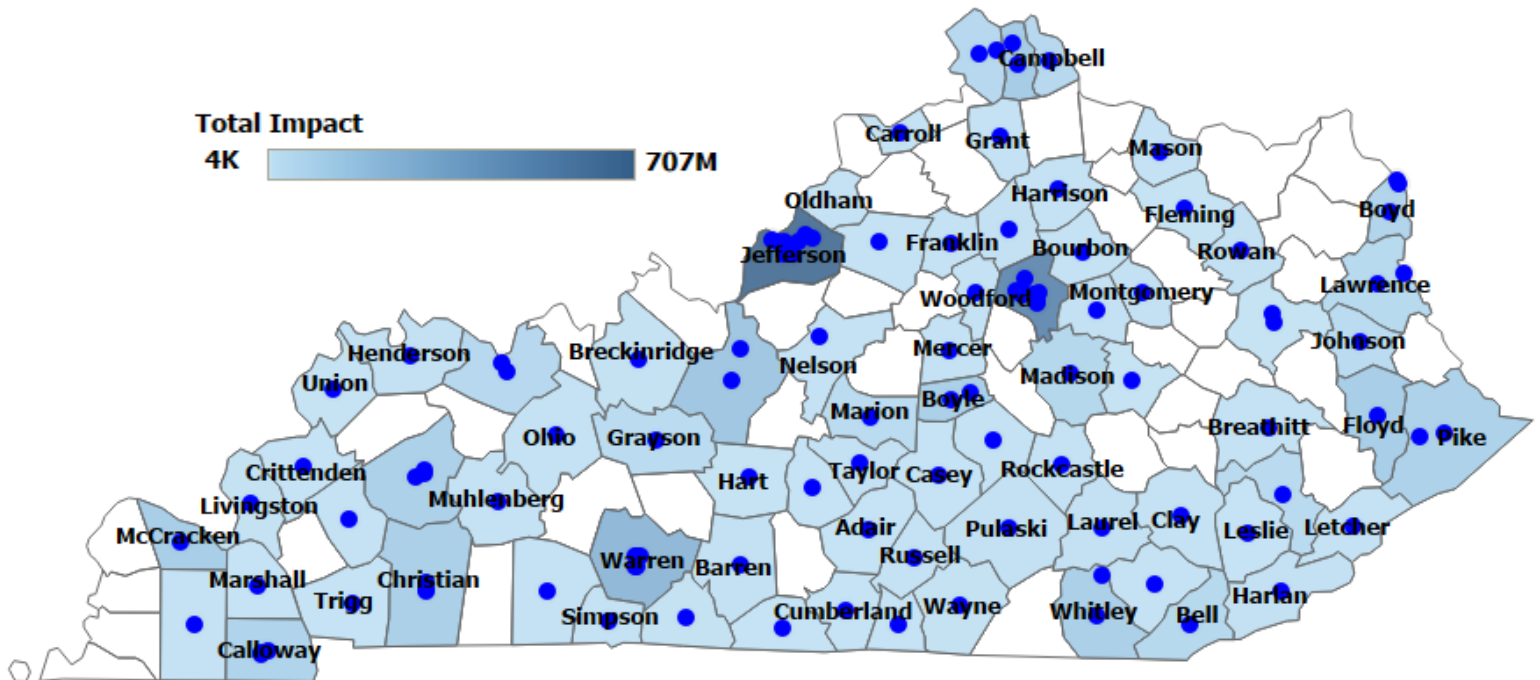 Campbell
Total Impact
4K 707M
Carroll
Grant
Mason
Oldham
Harrison
Fleming
Boyd
Jefferson
Franklin
Bourbon
Rowan
Woodford
Montgomery
Lawrence
Henderson
Breckinridge
Nelson
Mercer
Johnson
Union
Madison
Marion
Boyle
Ohio
Grayson
Breathitt
Floyd
Pike
Crittenden
Hart
Taylor
Casey
Rockcastle
Livingston
Muhlenberg
McCracken
Adair
Pulaski
Laurel
Clay
Leslie
Letcher
Russell
Warren
Barren
Marshall
Christian
Trigg
Simpson
Cumberland
Wayne
Whitley
Bell
Harlan
Calloway